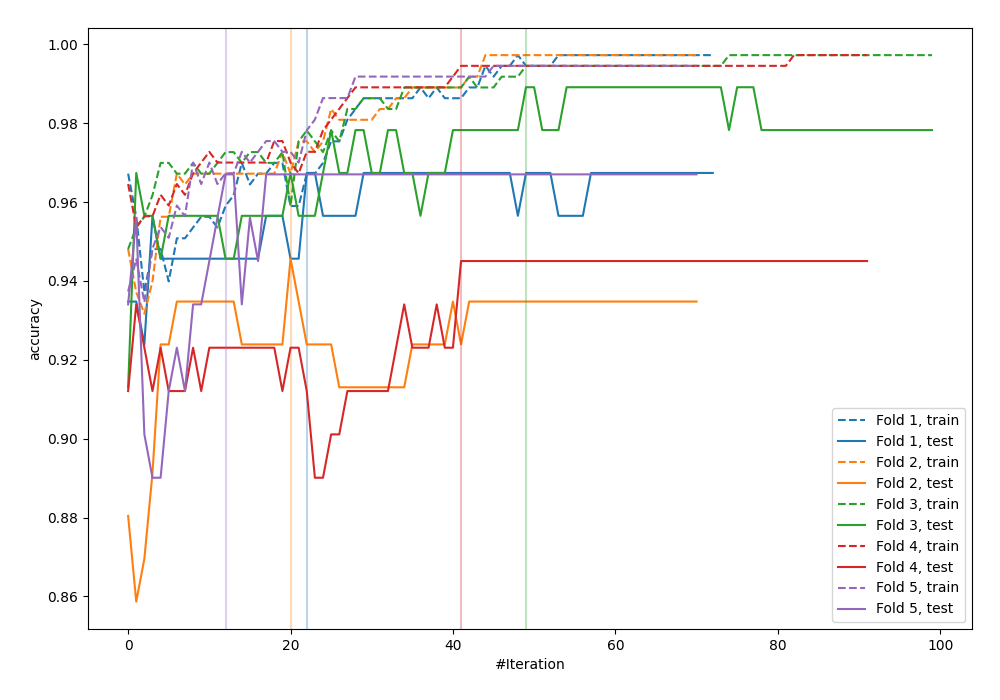 1.00
0.98
0.96
0.94
0.92
0.90
0.88
0.86
accuracy
0
20
40
60
80
100
#Iteration
Fold 1, train
Fold 1, test
Fold 2, train
Fold 2, test
Fold 3, train
Fold 3, test
Fold 4, train
Fold 4, test
Fold 5, train
Fold 5, test